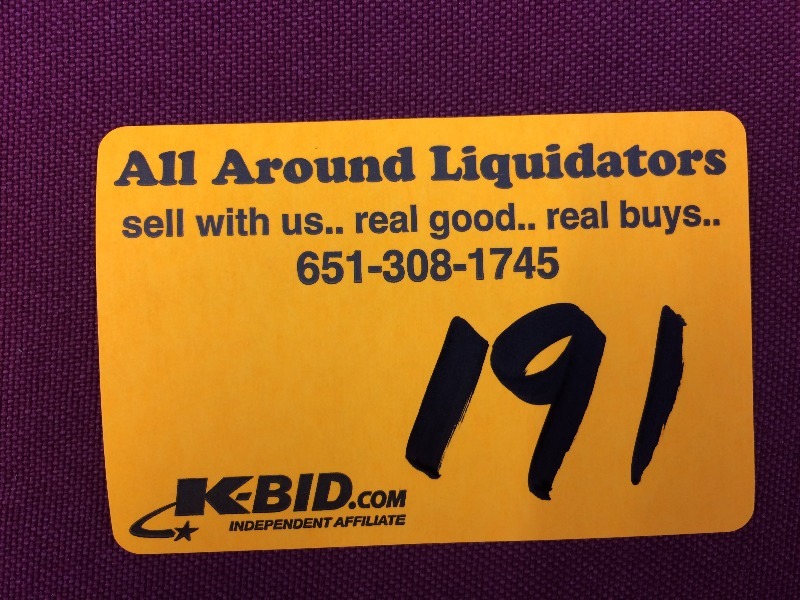 All Around Liquidators
sell with us.. real good.. real buys..
651-308-1745
191
K-BID.COM
INDEPENDENT AFFILIATE